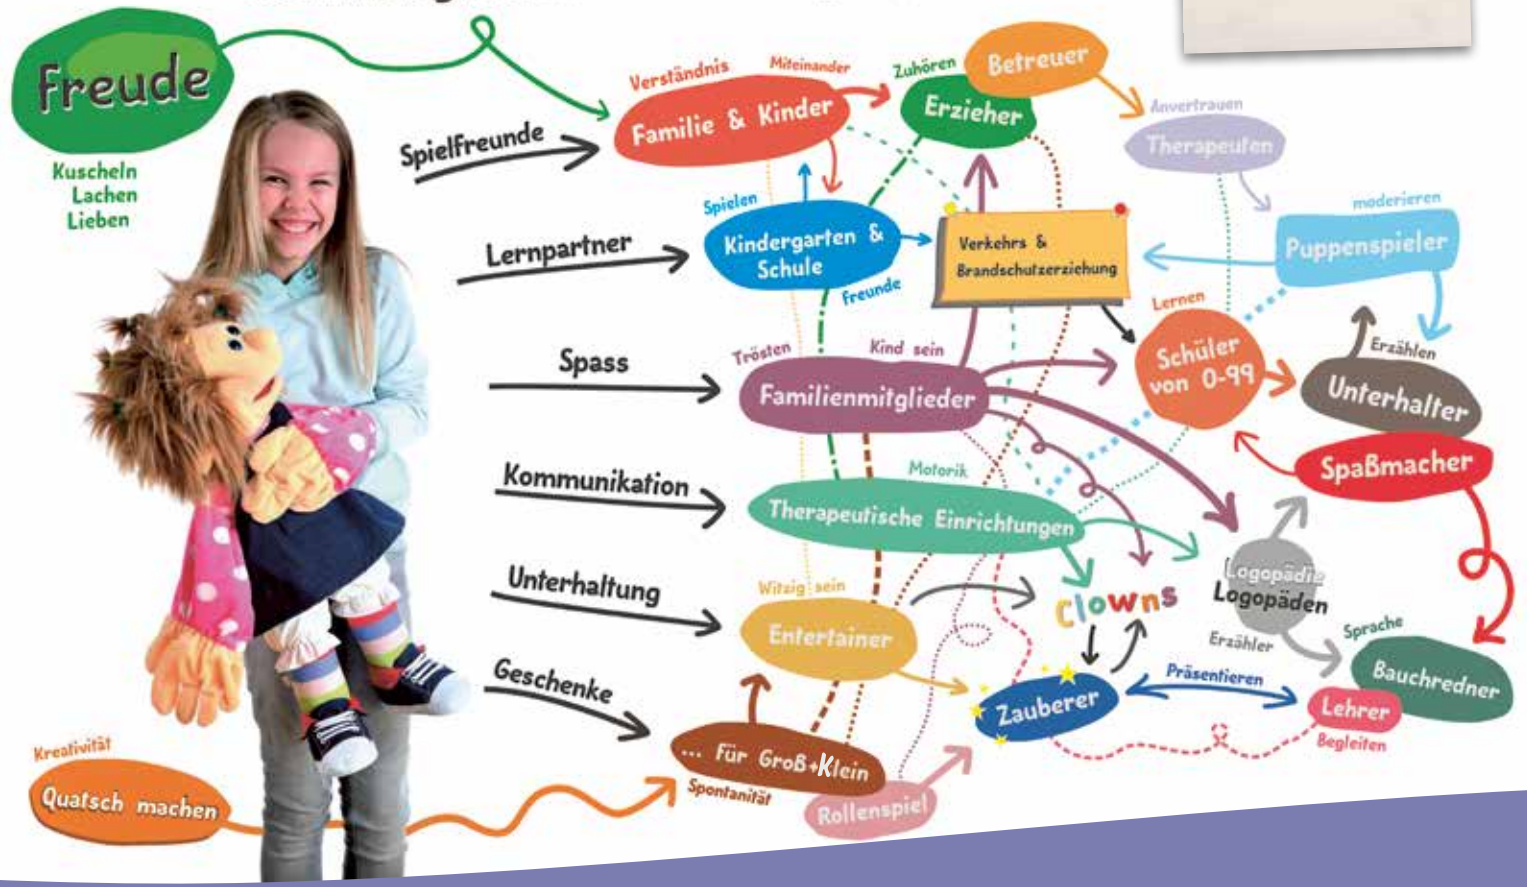 Freude
Kuscheln
Lachen
Lieben
Spielfreunde
Lernpartner
Spass
Kommunikation
Unterhaltung
Geschenke
Kreativität
Quatsch machen
Verständnis
Miteinander
Familie & Kinder
Zuhören
Erzieher
Betreuer
Anvertrauen
Therapeuten
Spielen
Kindergarten &
Schule
Freunde
Verkehrs &
Brandschutzerziehung
moderieren
Puppenspieler
Lernen
Schüler
von 0-99
Erzählen
Unterhalter
Spaßmacher
Trösten
Kind sein
Familienmitglieder
Motorik
Therapeutische Einrichtungen
Witzig sein
Entertainer
Clowns
Logopädie
Logopäden
Erzähler
Sprache
Bauchredner
Zauberer
Präsentieren
Lehrer
Begleiten
... Für Groß+Klein
Spontanität
Rollenspiel